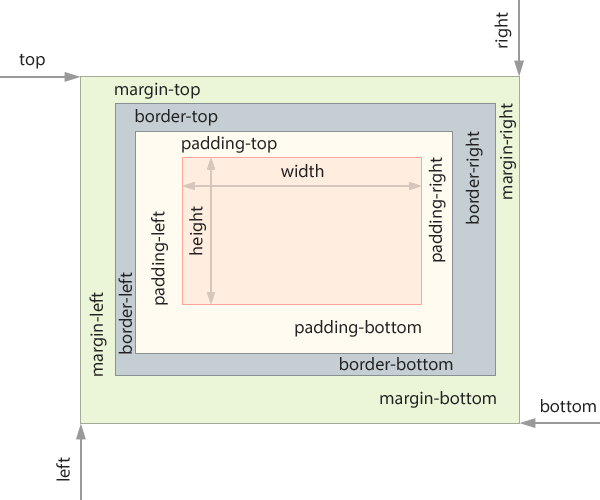 right
top
margin-top
border-top
padding-top
width
margin-right
border-right
padding-right
height
padding-left
border-left
margin-left
padding-bottom
border-bottom
margin-bottom
bottom
left